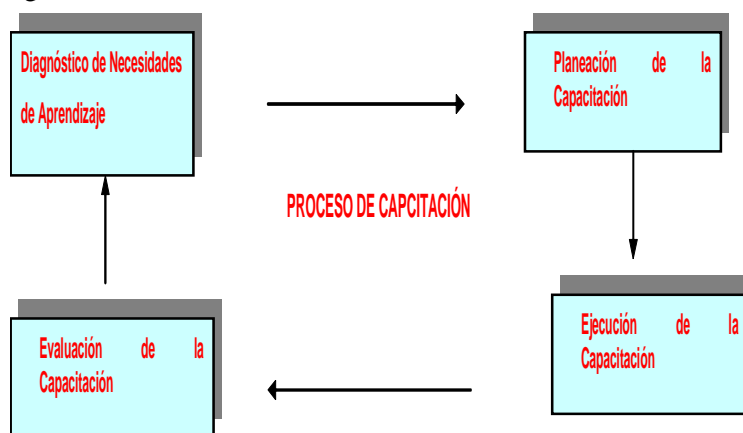 Diagnóstico de Necesidades
de Aprendizaje
Planeación de la
Capacitación
PROCESO DE CAPCITACIÓN
Evaluación de la
Capacitación
Ejecución de la
Capacitación